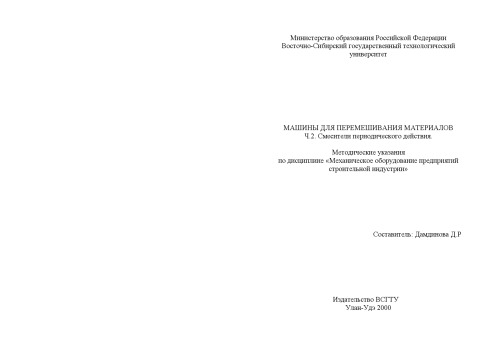 Министерство образования Российской Федерации
Восточно-Сибирский государственный технологический
университет
МАШИНЫ ДЛЯ ПЕРЕМЕШИВАНИЯ МАТЕРИАЛОВ
Ч.2. Смесители периодического действия.
Методические указания
по дисциплине «Механическое оборудование предприятий
строительной индустрии»
Составитель: Дамдинова Д.Р
Издательство ВСГТУ
Улан-Удэ 2000